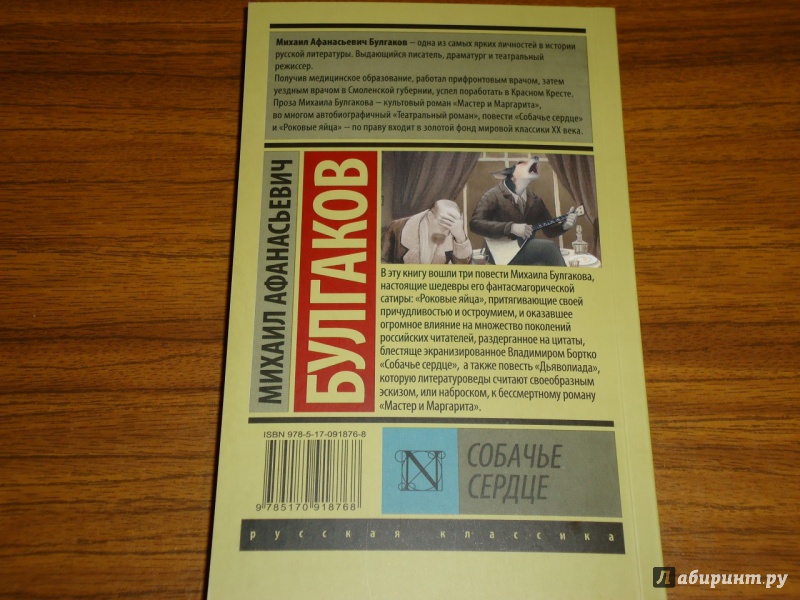 Михаил Афанасьевич Булгаков – одна из самых ярких личностей в истории
русской литературы. Выдающийся писатель, драматург и театральный
режиссер.
Получив медицинское образование, работал прифронтовым врачом, затем
уездным врачом в Смоленской губернии, успел поработать в Красном Кресте.
Проза Михаила Булгакова – культовый роман «Мастер и Маргарита»,
во многом автобиографичный «Театральный роман», повести «Собачье сердце»
и «Роковые яйца» – по праву входит в золотой фонд мировой классики XX века.
МИХАИЛ АФАНАСЬЕВИЧ
БУЛГАКОВ
В эту книгу вошли три повести Михаила Булгакова,
настоящие шедевры его фантасмагорической
сатиры: «Роковые яйца», притягивающие своей
причудливостью и остроумием, и оказавшее
огромное влияние на множество поколений
российских читателей, раздерганное на цитаты,
блестяще экранизированное Владимиром Бортко
«Собачье сердце», а также повесть «Дьяволиада»,
которую литературоведы считают своеобразным
эскизом, или наброском, к бессмертному роману
«Мастер и Маргарита».
ISBN 978-5-17-091876-8
9 785170 918768
N
СОБАЧЬЕ
СЕРДЦЕ
русская классика
Лабиринт.ру